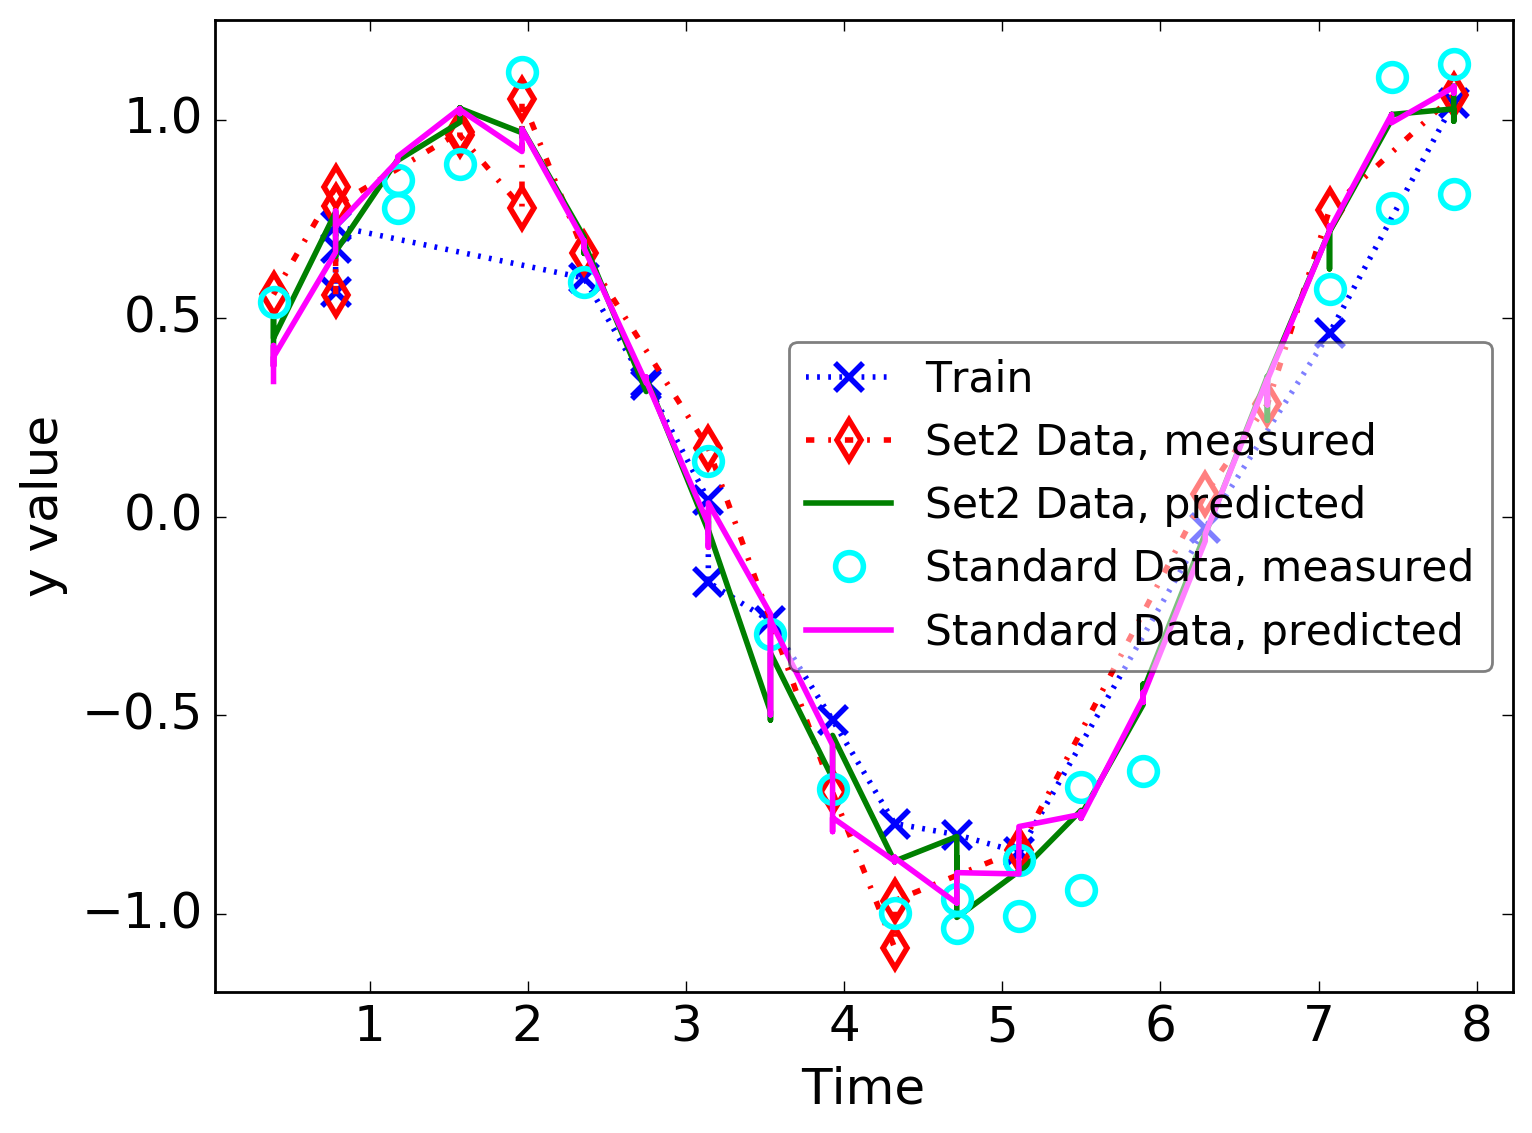 1.0
0.5
0.0
−0.5
−1.0
y value
Train
Set2 Data, measured
Set2 Data, predicted
Standard Data, measured
Standard Data, predicted
1 2 3 4 5 6 7 8
Time